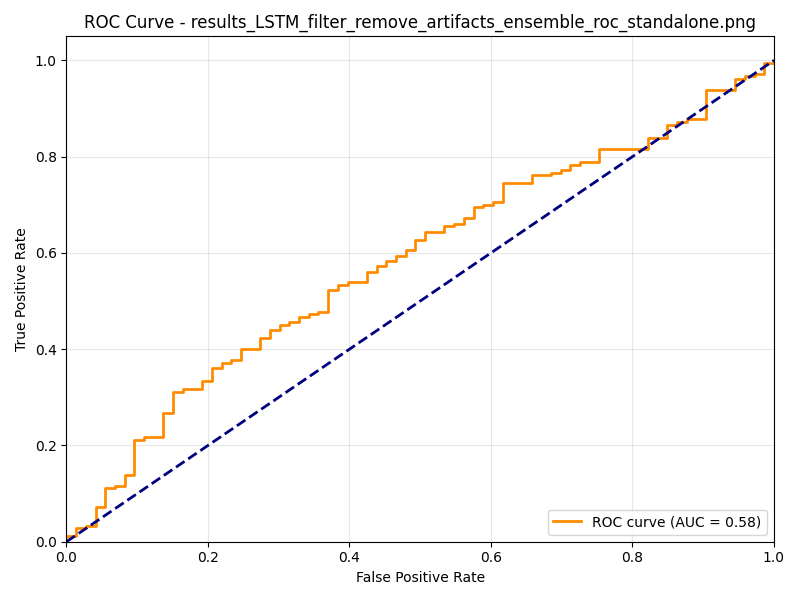 ROC Curve - results_LSTM_filter_remove_artifacts_ensemble_roc_standalone.png
True Positive Rate
1.0
0.8
0.6
0.4
0.2
0.0
0.0 0.2 0.4 0.6 0.8 1.0
False Positive Rate
ROC curve (AUC = 0.58)